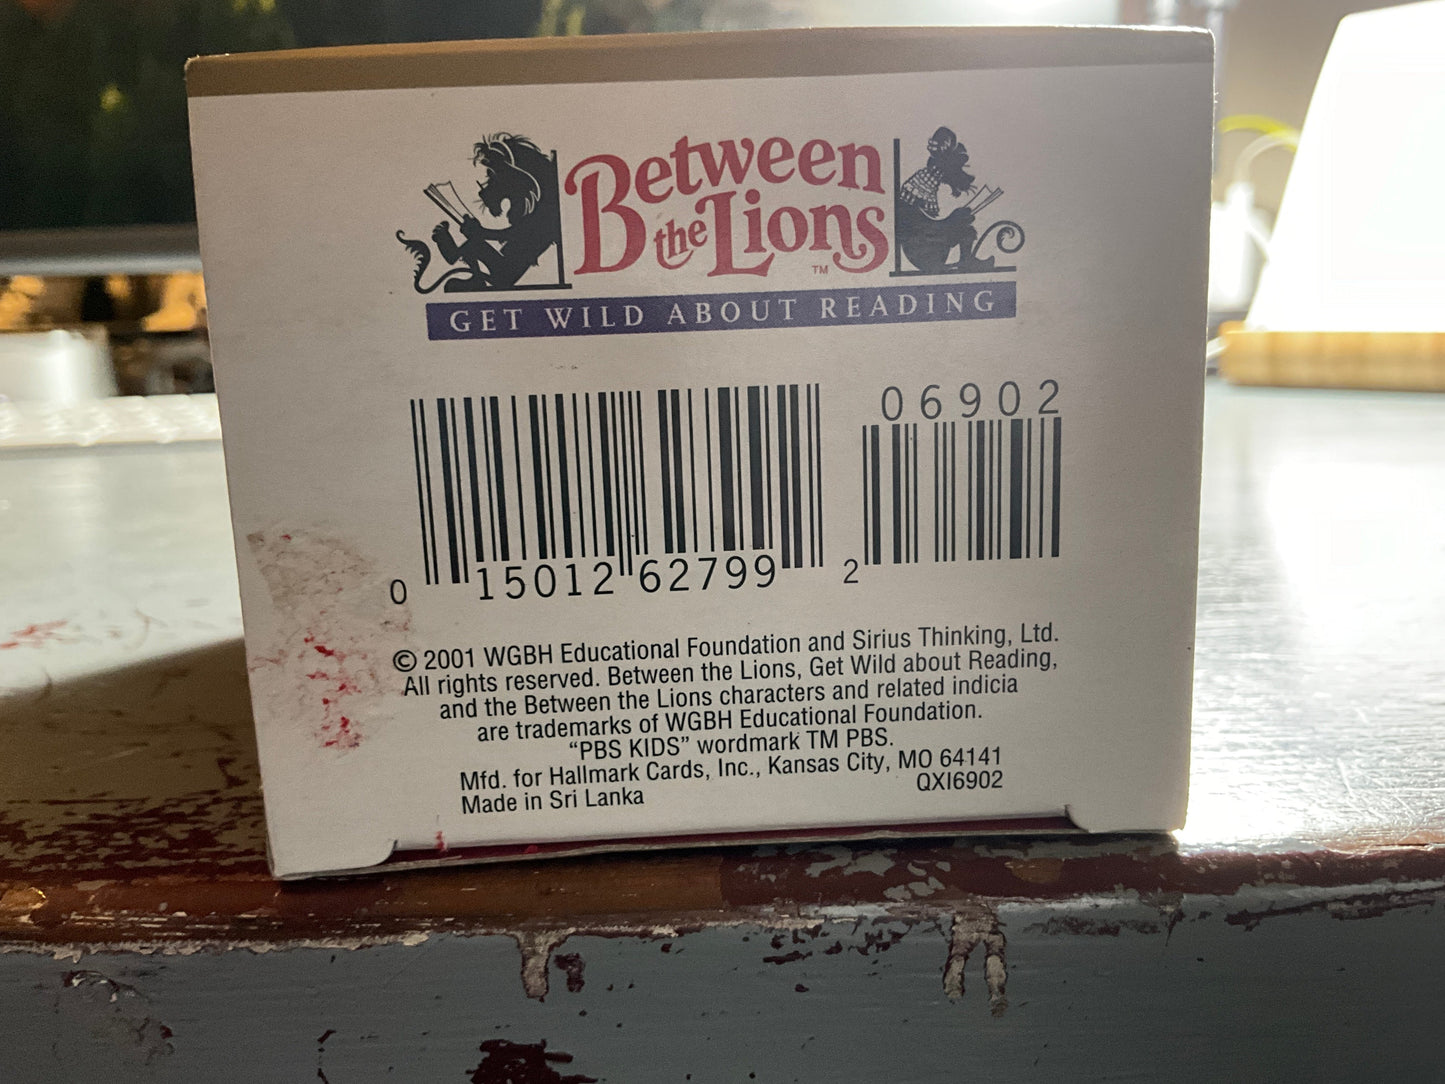 Between
the Lions
TM
GET WILD ABOUT READING
06902
0 15012 62799 2
© 2001 WGBH Educational Foundation and Sirius Thinking, Ltd.
All rights reserved. Between the Lions, Get Wild about Reading,
and the Between the Lions characters and related indicia
are trademarks of WGBH Educational Foundation.
“PBS KIDS” wordmark TM PBS.
Mfd. for Hallmark Cards, Inc., Kansas City, MO 64141
Made in Sri Lanka QXI6902